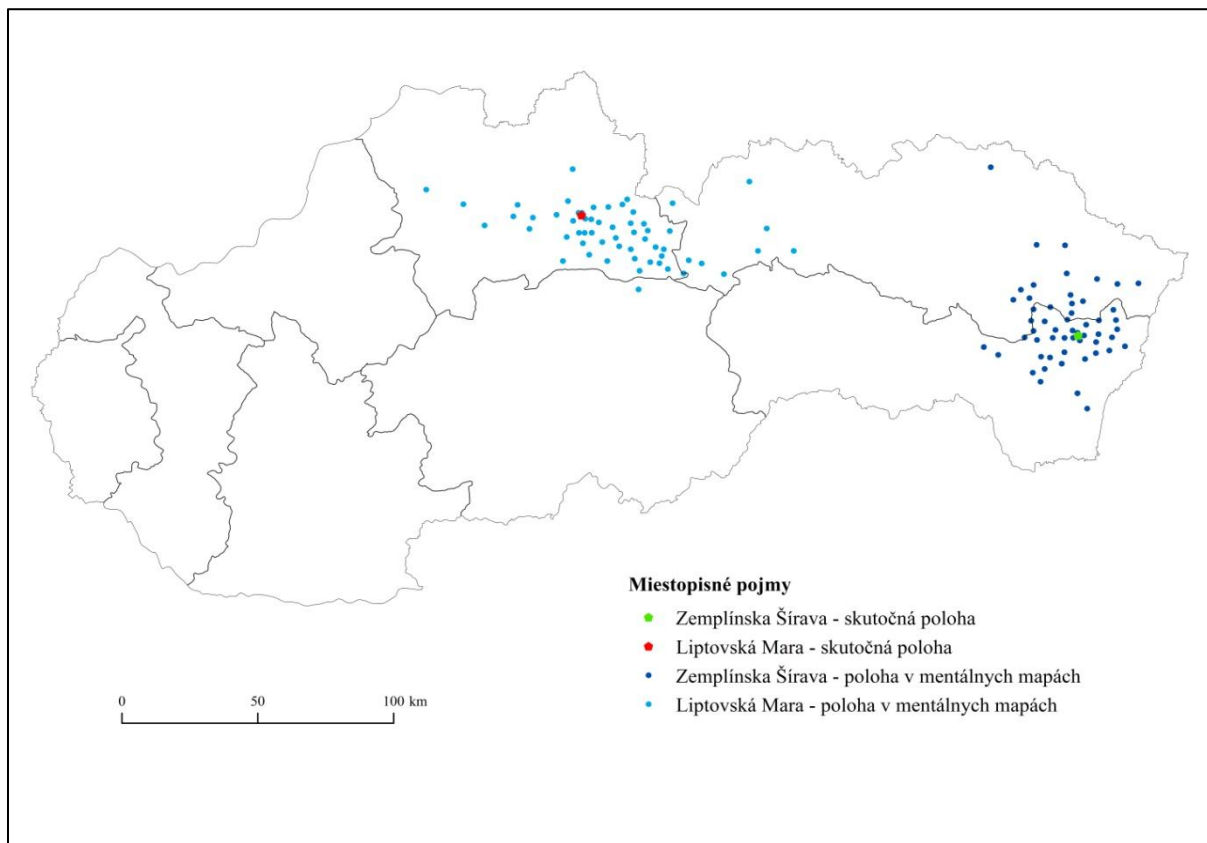 Miestopisné pojmy
Zemplínska Šírava - skutočná poloha
Liptovská Mara - skutočná poloha
Zemplínska Šírava - poloha v mentálnych mapách
Liptovská Mara - poloha v mentálnych mapách
0 50 100 km